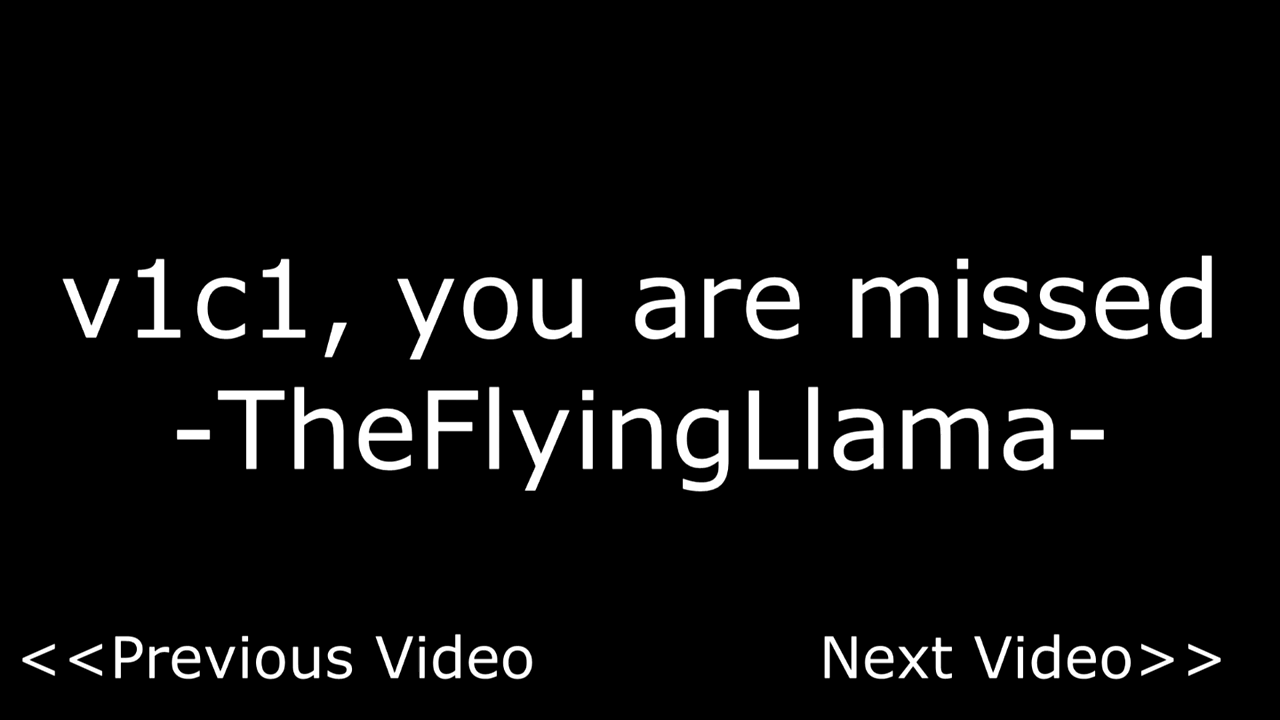 v1c1, you are missed
-TheFlyingLlama-
<<Previous Video Next Video>>